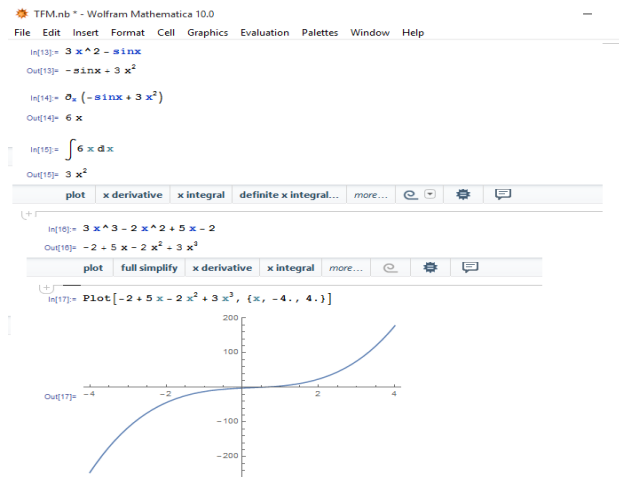 TFM.nb * - Wolfram Mathematica 10.0
File Edit Insert Format Cell Graphics Evaluation Palettes Window Help
In[13]:= 3 x^2 - sinx
Out[13]= -sinx + 3 x²
In[14]:= ∂ₓ (-sinx + 3 x²)
Out[14]= 6 x
In[15]:= ∫6 x ⅆx
Out[15]= 3 x²
plot x derivative x integral definite x integral... more...
In[16]:= 3 x^3 - 2 x^2 + 5 x - 2
Out[16]= -2 + 5 x - 2 x² + 3 x³
plot full simplify x derivative x integral more...
In[17]:= Plot[-2 + 5 x - 2 x² + 3 x³, {x, -4., 4.}]
200
100
Out[17]= -4 -2 2 4
-100
-200